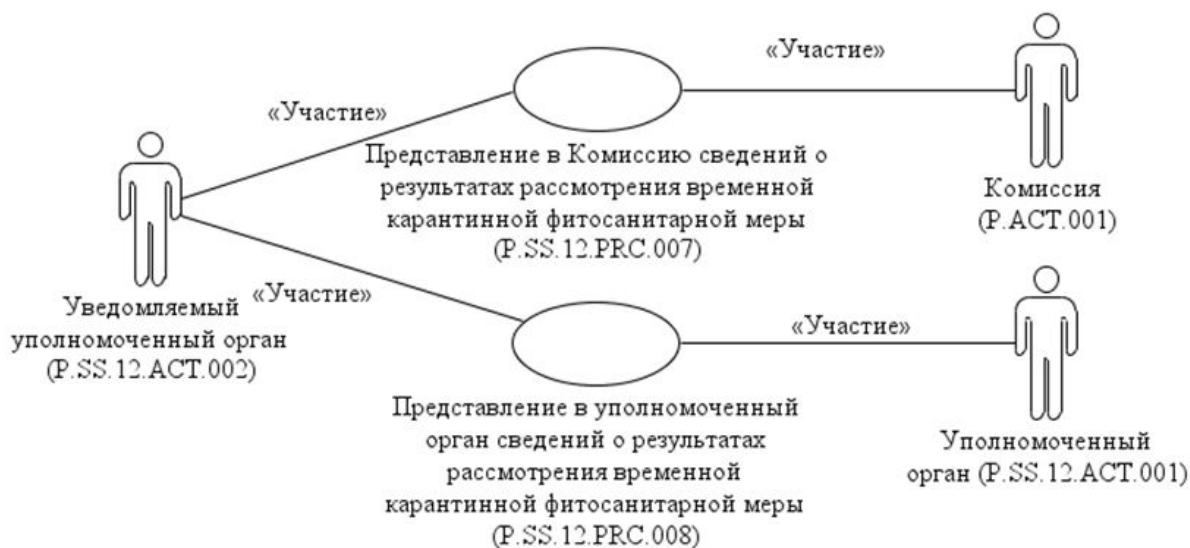 «Участие»
«Участие»
Представление в Комиссию сведений о
результатах рассмотрения временной
карантинной фитосанитарной меры
(P.SS.12.PRC.007)
Комиссия
(P.ACT.001)
Уведомляемый
уполномоченный орган
(P.SS.12.ACT.002)
«Участие»
«Участие»
Представление в уполномоченный
орган сведений о результатах
рассмотрения временной
карантинной фитосанитарной меры
(P.SS.12.PRC.008)
Уполномоченный
орган (P.SS.12.ACT.001)